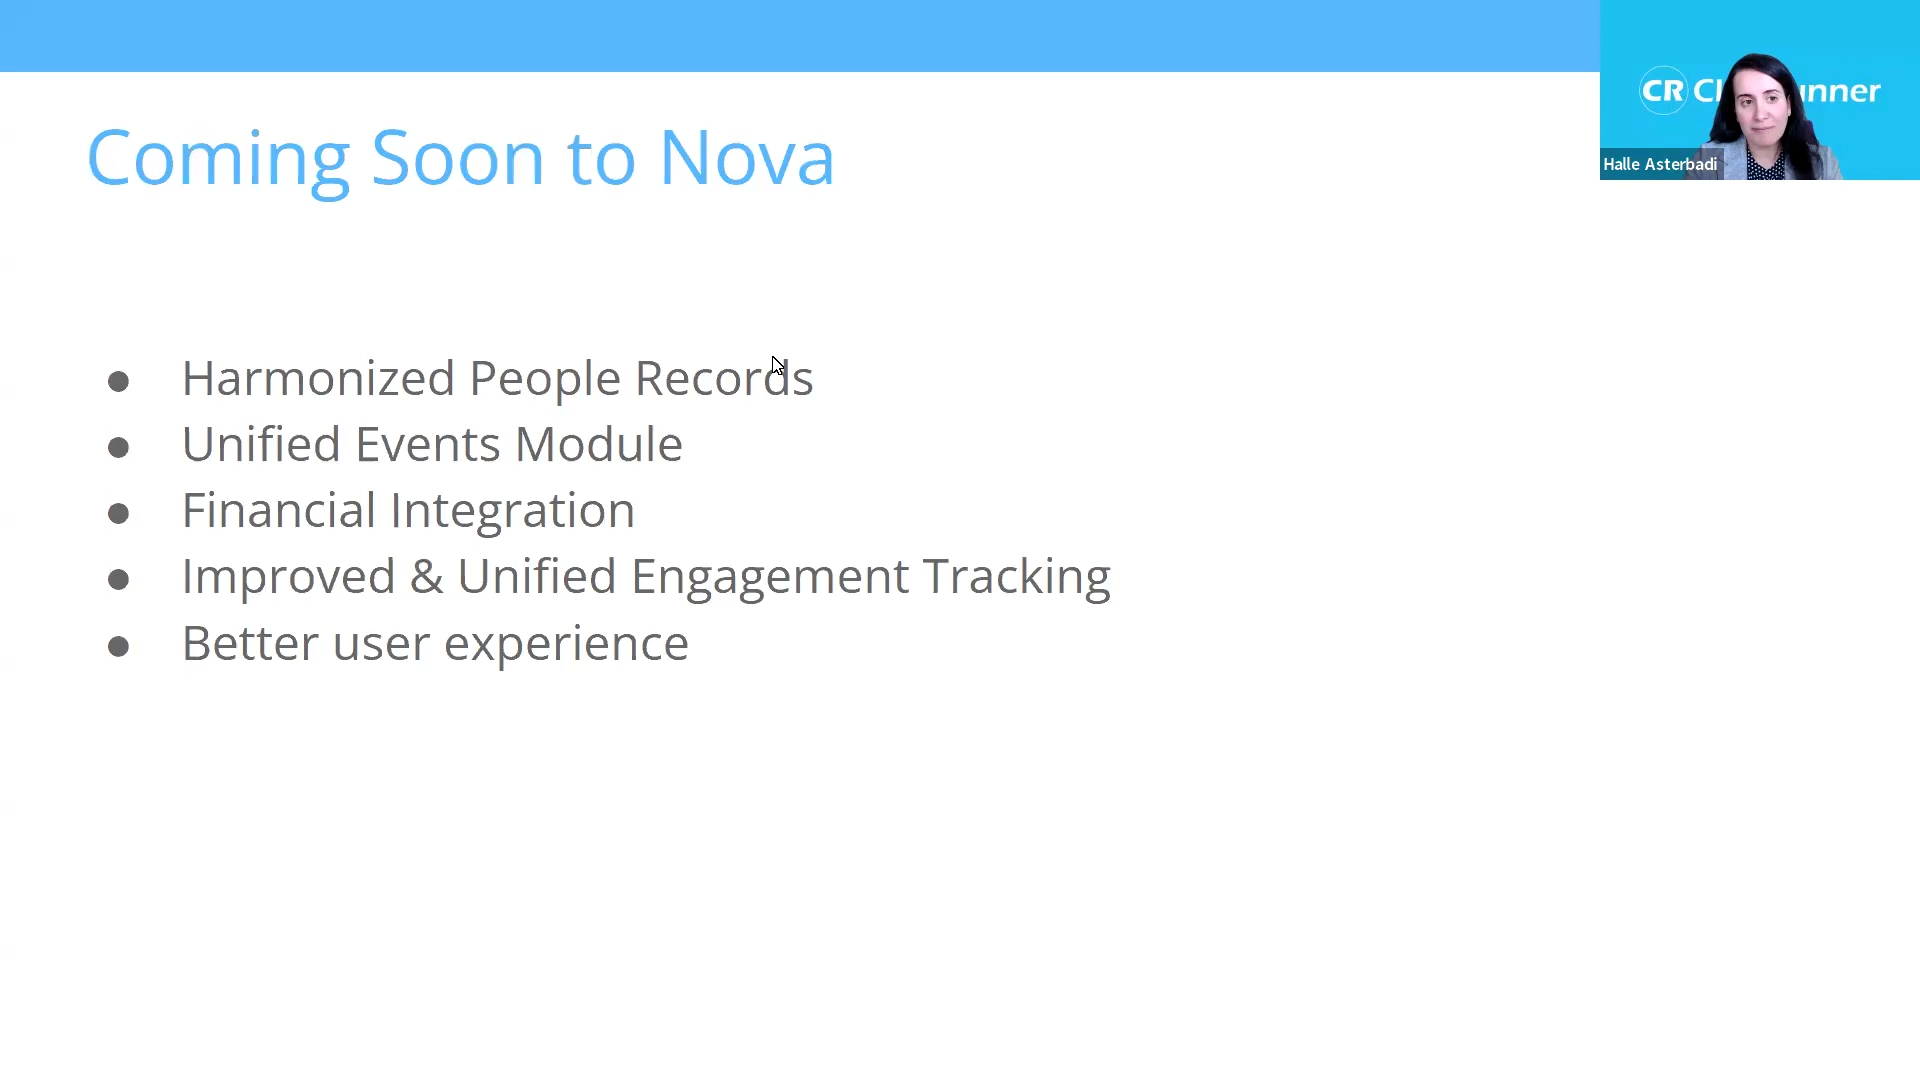 Coming Soon to Nova
CR
Halle Asterbadi
● Harmonized People Records
● Unified Events Module
● Financial Integration
● Improved & Unified Engagement Tracking
● Better user experience